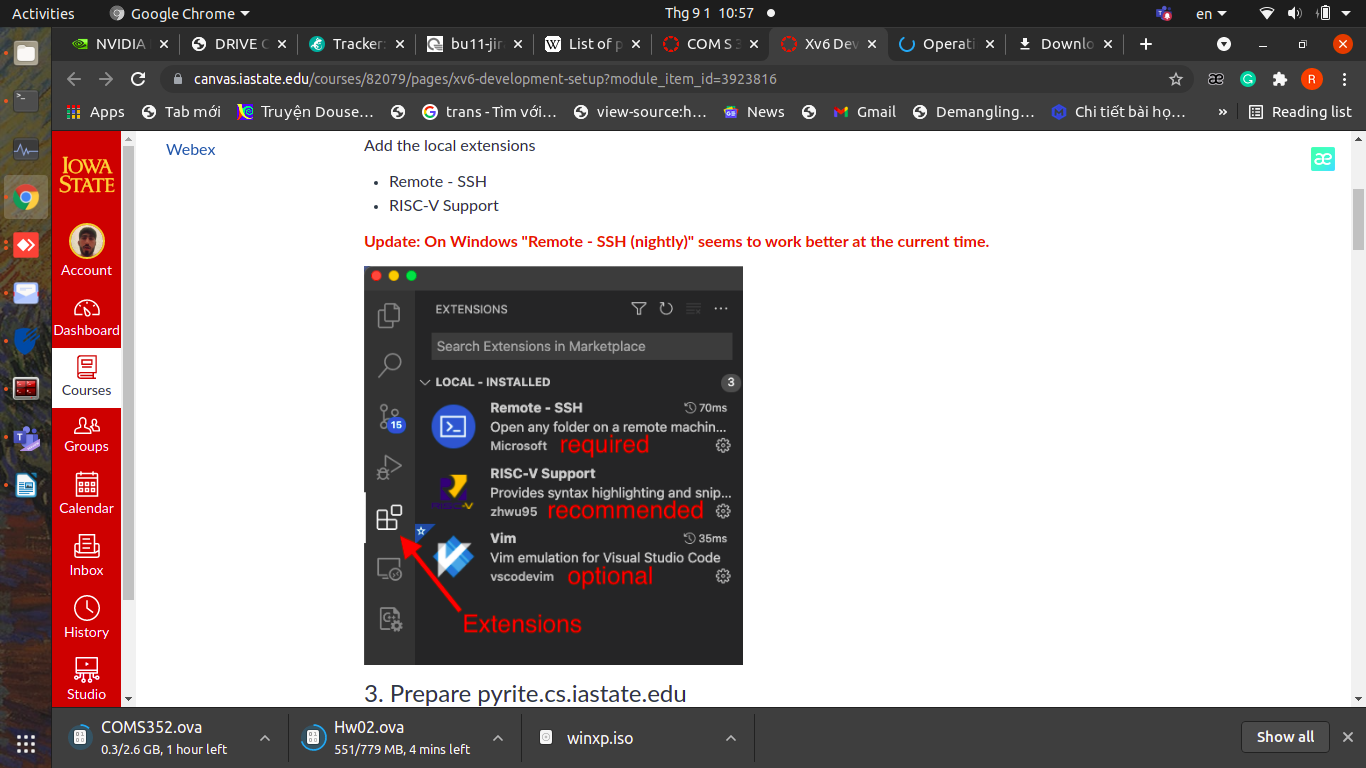 Activities
Google Chrome
Thg 9 1 10:57
en
NVIDIA
DRIVE
Tracker:
bu11-jir
List of p
COM S 3
Xv6 Dev
Operati
Downlo
canvas.iastate.edu/courses/82079/pages/xv6-development-setup?module_item_id=3923816
R
Apps
Tab mới
Truyện Douse...
trans - Tìm với...
view-source:h...
News
Gmail
Demangling...
Chi tiết bài họ...
»
Reading list
IOWA
STATE
Account
Dashboard
Courses
Groups
Calendar
Inbox
History
Studio
Webex
Add the local extensions
• Remote - SSH
• RISC-V Support
Update: On Windows "Remote - SSH (nightly)" seems to work better at the current time.
æ
EXTENSIONS
Search Extensions in Marketplace
LOCAL - INSTALLED
3
15
Remote - SSH 70ms
Open any folder on a remote machin...
Microsoft required
RISC-V Support
Provides syntax highlighting and snip...
zhwu95 recommended
Vim 35ms
Vim emulation for Visual Studio Code
vscodevim optional
Extensions
3. Prepare pyrite.cs.iastate.edu
COMS352.ova
0.3/2.6 GB, 1 hour left
Hw02.ova
551/779 MB, 4 mins left
winxp.iso
Show all